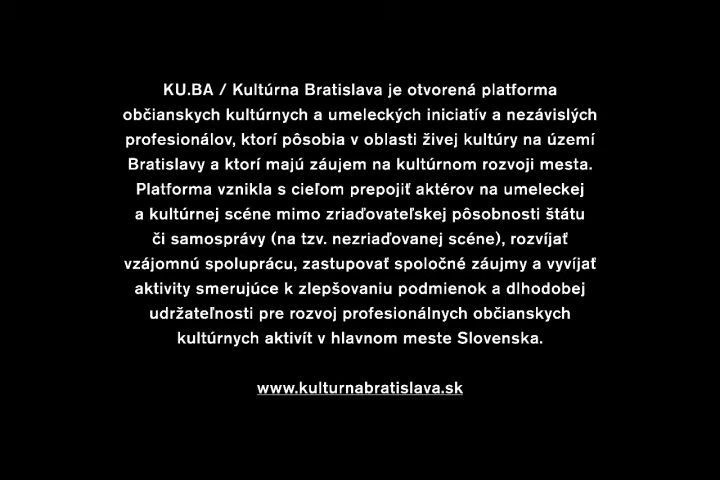 KU.BA / Kultúrna Bratislava je otvorená platforma
občianskych kultúrnych a umeleckých iniciatív a nezávislých
profesionálov, ktorí pôsobia v oblasti živej kultúry na území
Bratislavy a ktorí majú záujem na kultúrnom rozvoji mesta.
Platforma vznikla s cieľom prepojiť aktérov na umeleckej
a kultúrnej scéne mimo zriaďovateľskej pôsobnosti štátu
či samosprávy (na tzv. nezriaďovanej scéne), rozvíjať
vzájomnú spoluprácu, zastupovať spoločné záujmy a vyvíjať
aktivity smerujúce k zlepšovaniu podmienok a dlhodobej
udržateľnosti pre rozvoj profesionálnych občianskych
kultúrnych aktivít v hlavnom meste Slovenska.
www.kulturnabratislava.sk